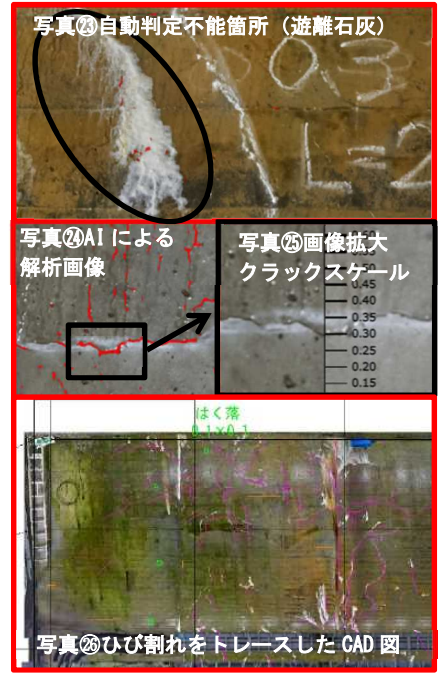 写真㉓自動判定不能箇所（遊離石灰）
0.3
L=2
写真㉔AIによる
解析画像
写真㉕画像拡大
クラックスケール
0.45
0.40
0.35
0.30
0.25
0.20
0.15
はく落
0.1×0.1
写真㉖ひび割れをトレースした CAD 図